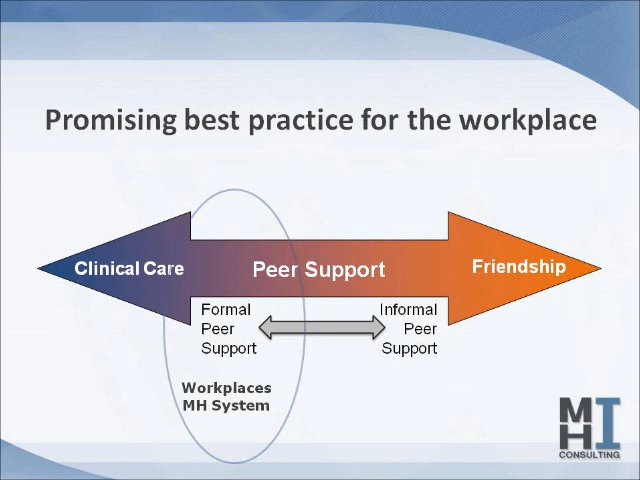 Promising best practice for the workplace
Clinical Care
Peer Support
Friendship
Formal
Peer
Support
Informal
Peer
Support
Workplaces
MH System
MHI
CONSULTING